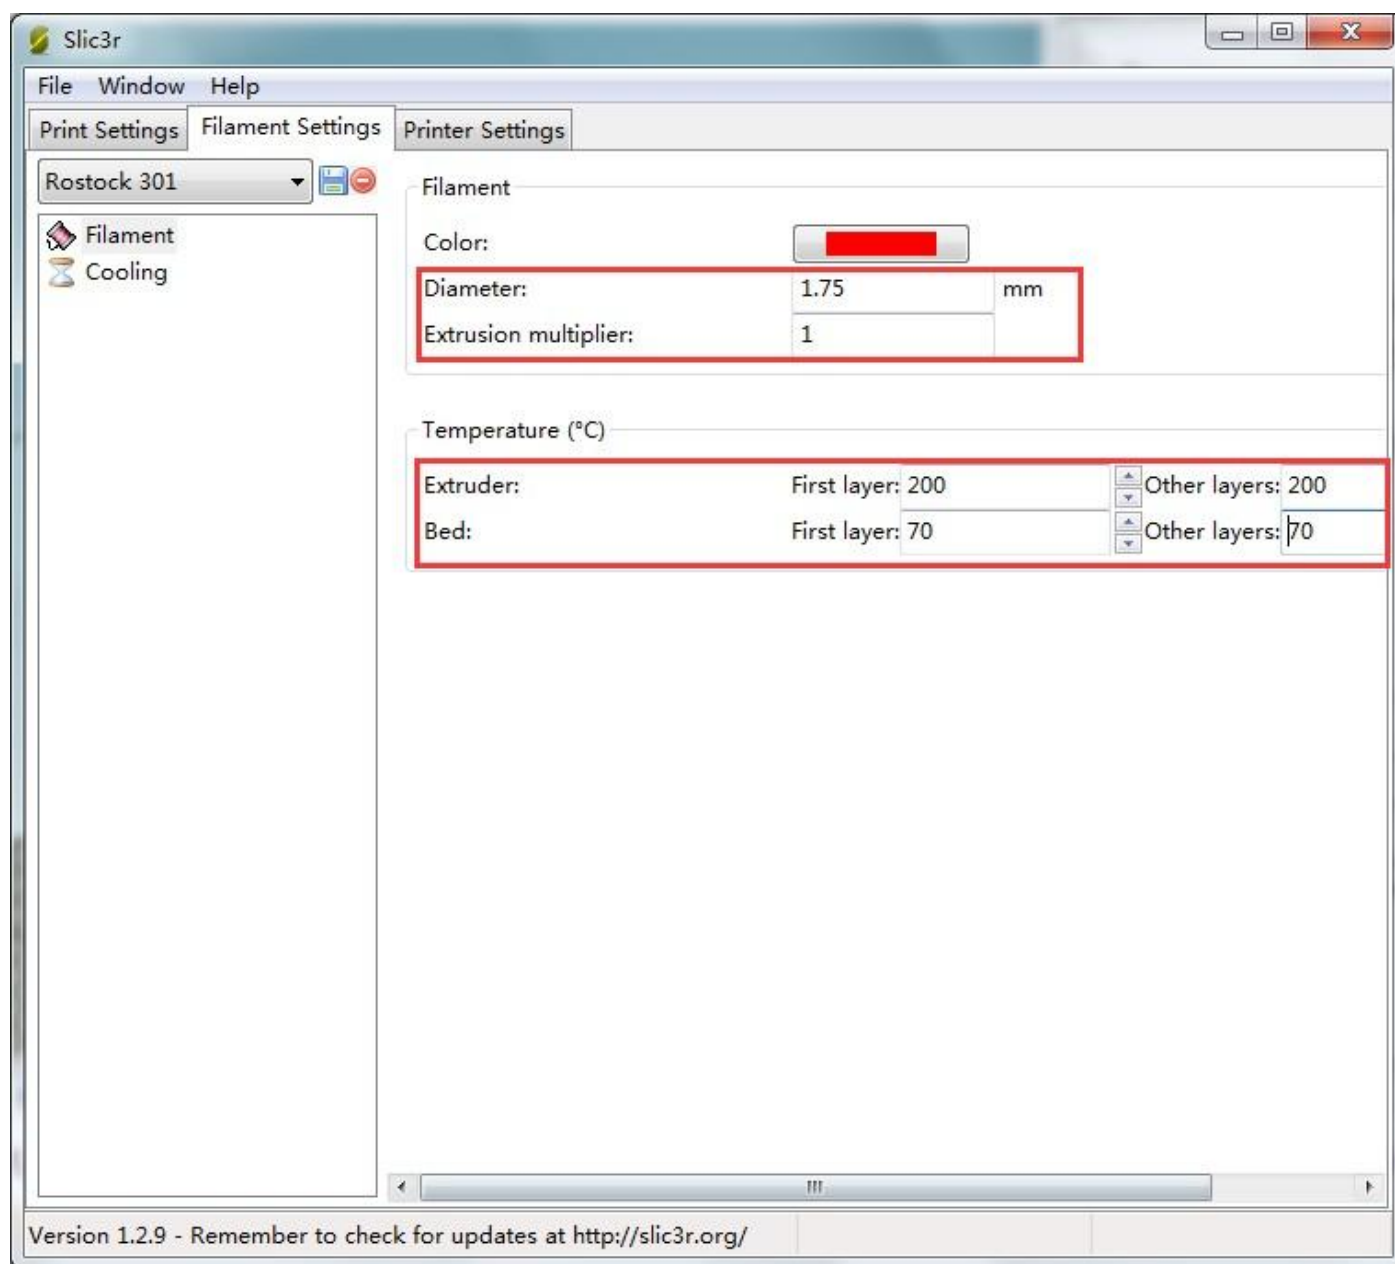 Slic3r
File Window Help
Print Settings Filament Settings Printer Settings
Rostock 301
Filament
Cooling
Filament
Color:
Diameter: 1.75 mm
Extrusion multiplier: 1
Temperature (°C)
Extruder: First layer: 200 Other layers: 200
Bed: First layer: 70 Other layers: 70
Version 1.2.9 - Remember to check for updates at http://slic3r.org/